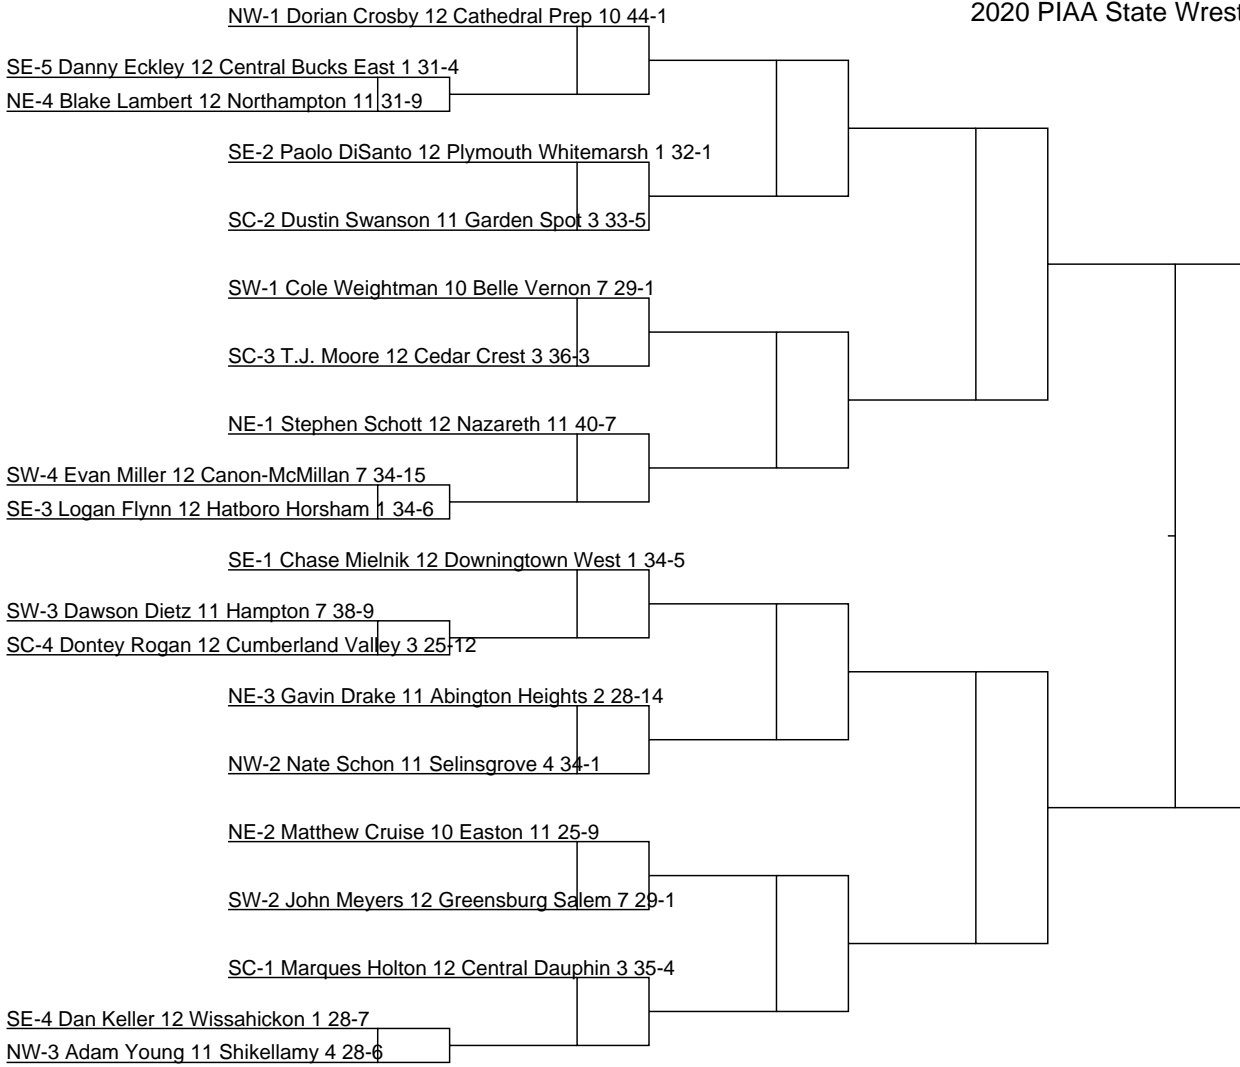 NW-1 Dorian Crosby 12 Cathedral Prep 10 44-1
2020 PIAA State Wrest
SE-5 Danny Eckley 12 Central Bucks East 1 31-4
NE-4 Blake Lambert 12 Northampton 11 31-9
SE-2 Paolo DiSanto 12 Plymouth Whitemarsh 1 32-1
SC-2 Dustin Swanson 11 Garden Spot 3 33-5
SW-1 Cole Weightman 10 Belle Vernon 7 29-1
SC-3 T.J. Moore 12 Cedar Crest 3 36-3
NE-1 Stephen Schott 12 Nazareth 11 40-7
SW-4 Evan Miller 12 Canon-McMillan 7 34-15
SE-3 Logan Flynn 12 Hatboro Horsham 1 34-6
SE-1 Chase Mielnik 12 Downingtown West 1 34-5
SW-3 Dawson Dietz 11 Hampton 7 38-9
SC-4 Dontey Rogan 12 Cumberland Valley 3 25-12
NE-3 Gavin Drake 11 Abington Heights 2 28-14
NW-2 Nate Schon 11 Selinsgrove 4 34-1
NE-2 Matthew Cruise 10 Easton 11 25-9
SW-2 John Meyers 12 Greensburg Salem 7 29-1
SC-1 Marques Holton 12 Central Dauphin 3 35-4
SE-4 Dan Keller 12 Wissahickon 1 28-7
NW-3 Adam Young 11 Shikellamy 4 28-6